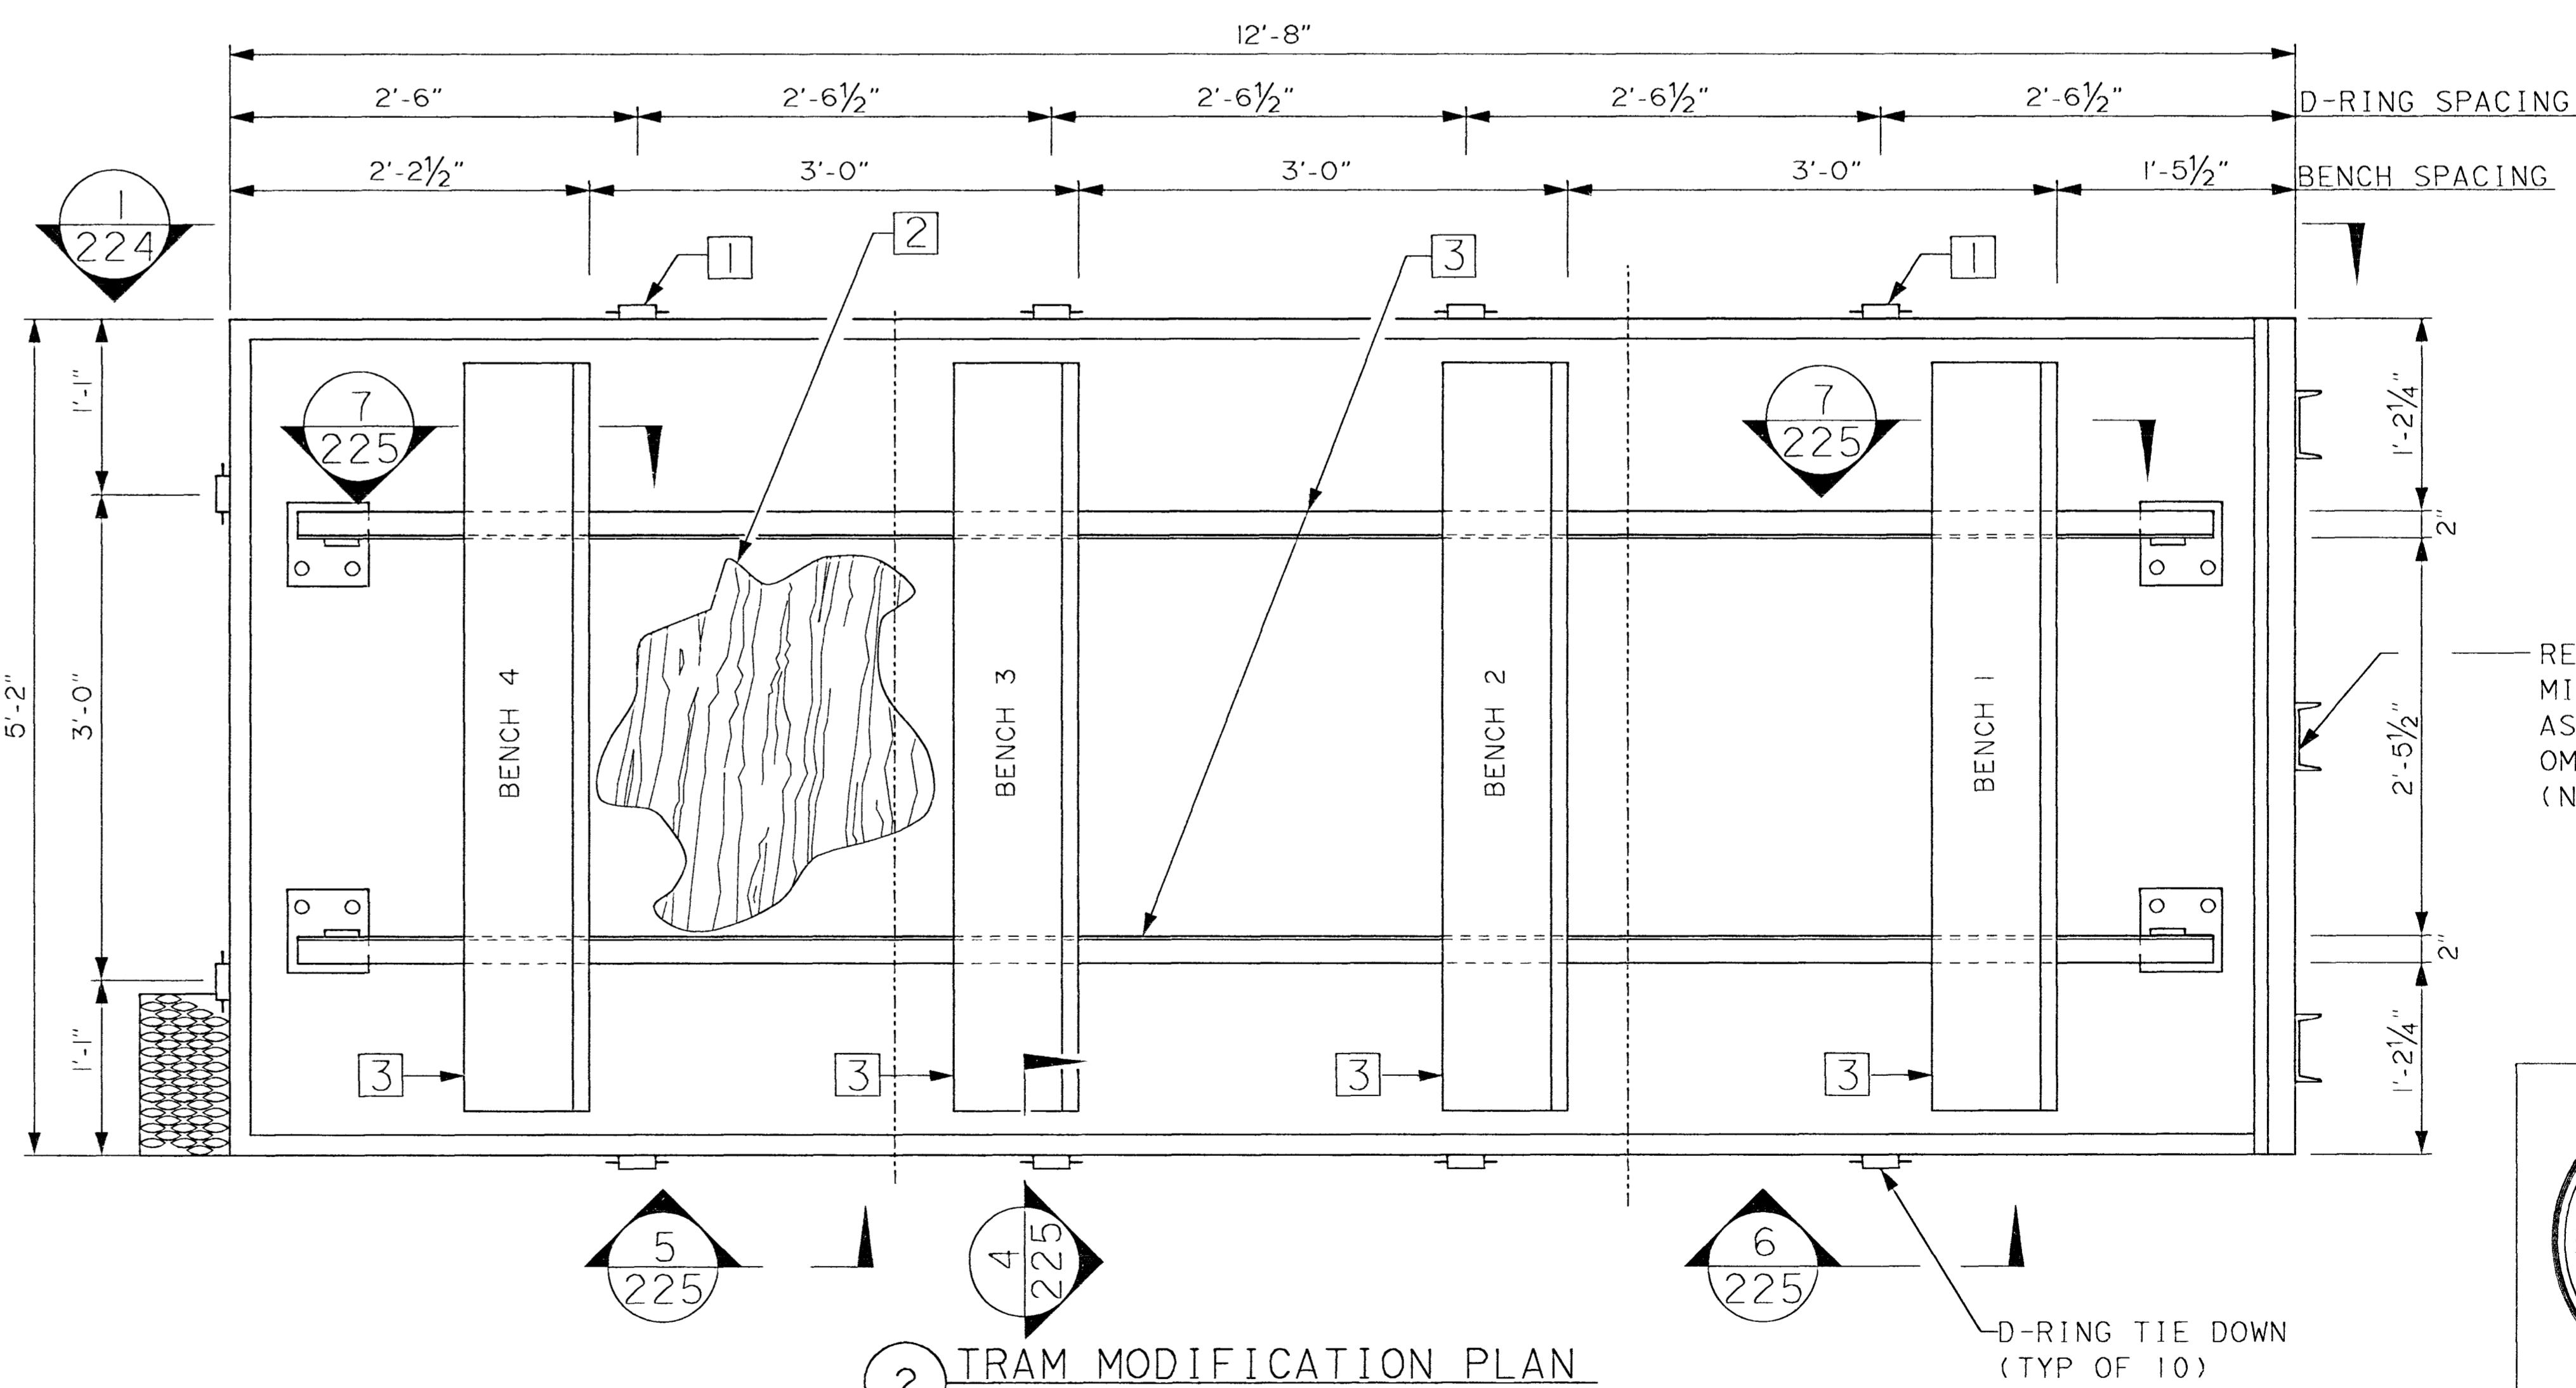 12'-8"
2'-6" 2'-6½" 2'-6½" 2'-6½" 2'-6½" D-RING SPACING
2'-2½" 3'-0" 3'-0" 3'-0" 1'-5½" BENCH SPACING
1
224
1
2
3
1
5'-2"
1'-1"
3'-0"
1'-1"
7
225
7
225
1'-2¼"
2"
2'-5½"
2"
1'-2¼"
BENCH 4
BENCH 3
BENCH 2
BENCH 1
RE
MI
AS
OM
(N
3
3
3
3
5
225
4
225
6
225
D-RING TIE DOWN
(TYP OF 10)
2 TRAM MODIFICATION PLAN